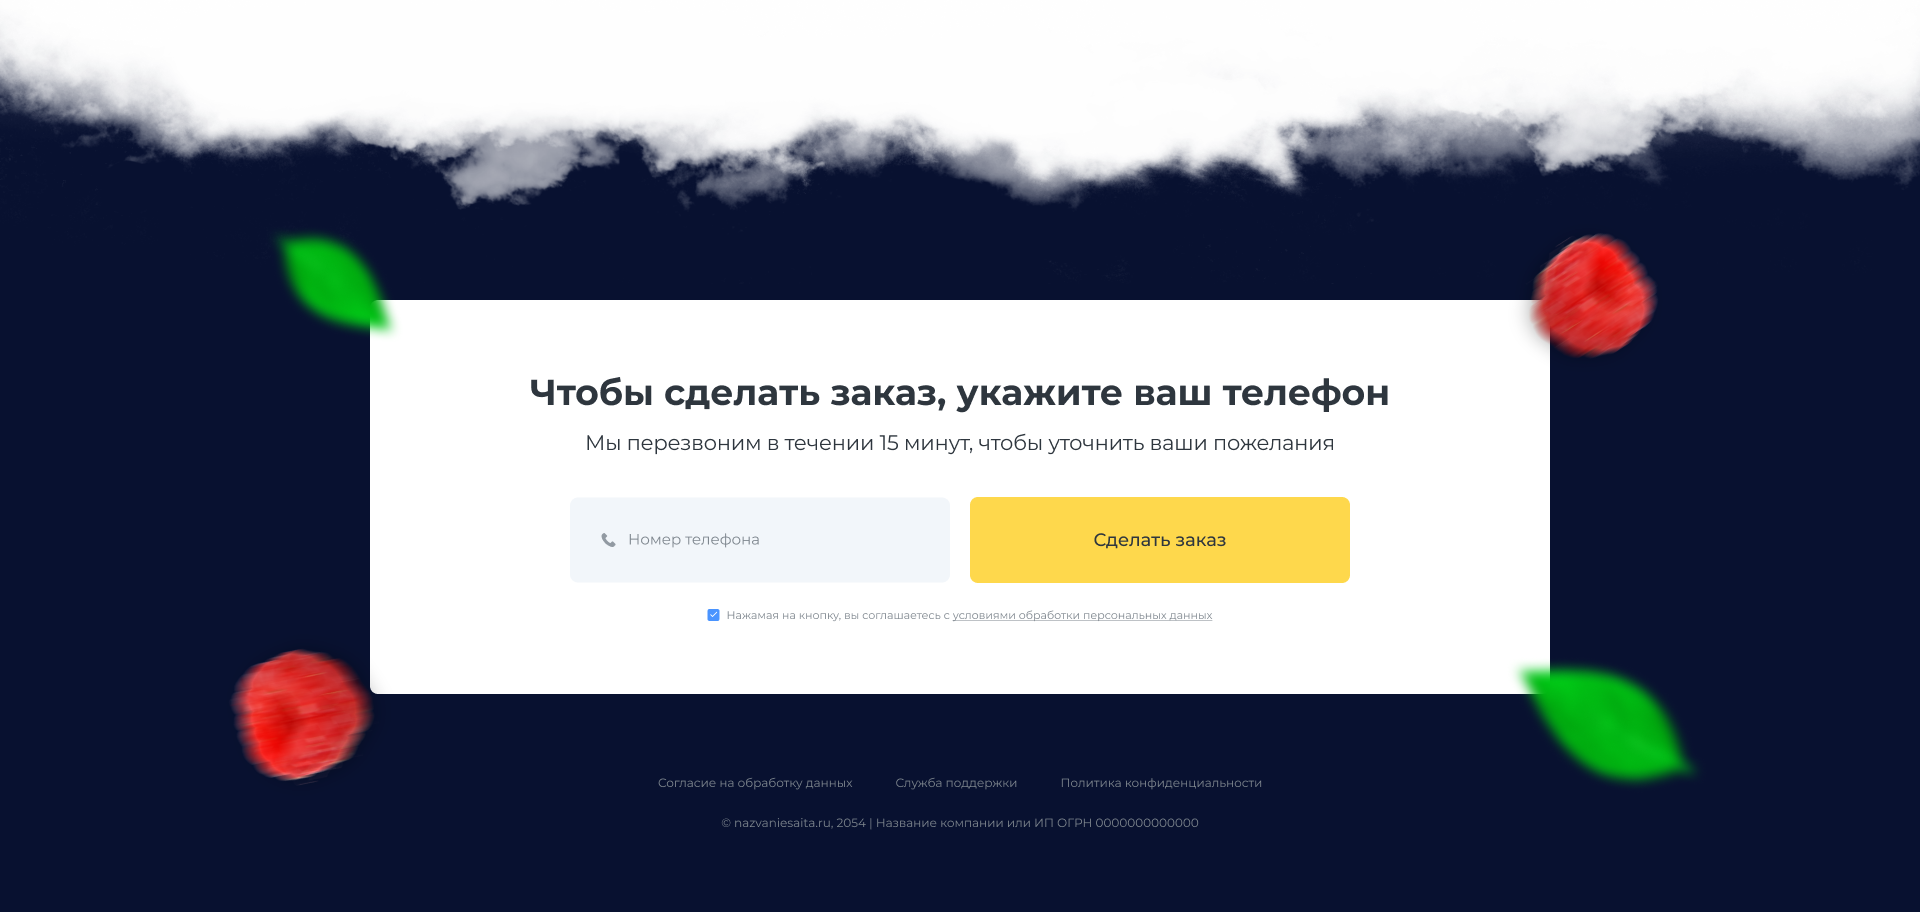 Чтобы сделать заказ, укажите ваш телефон
Мы перезвоним в течении 15 минут, чтобы уточнить ваши пожелания
Номер телефона
Сделать заказ
Нажамая на кнопку, вы соглашаетесь с условиями обработки персональных данных
Согласие на обработку данных
Служба поддержки
Политика конфиденциальности
© nazvaniesaita.ru, 2054 | Название компании или ИП ОГРН 0000000000000